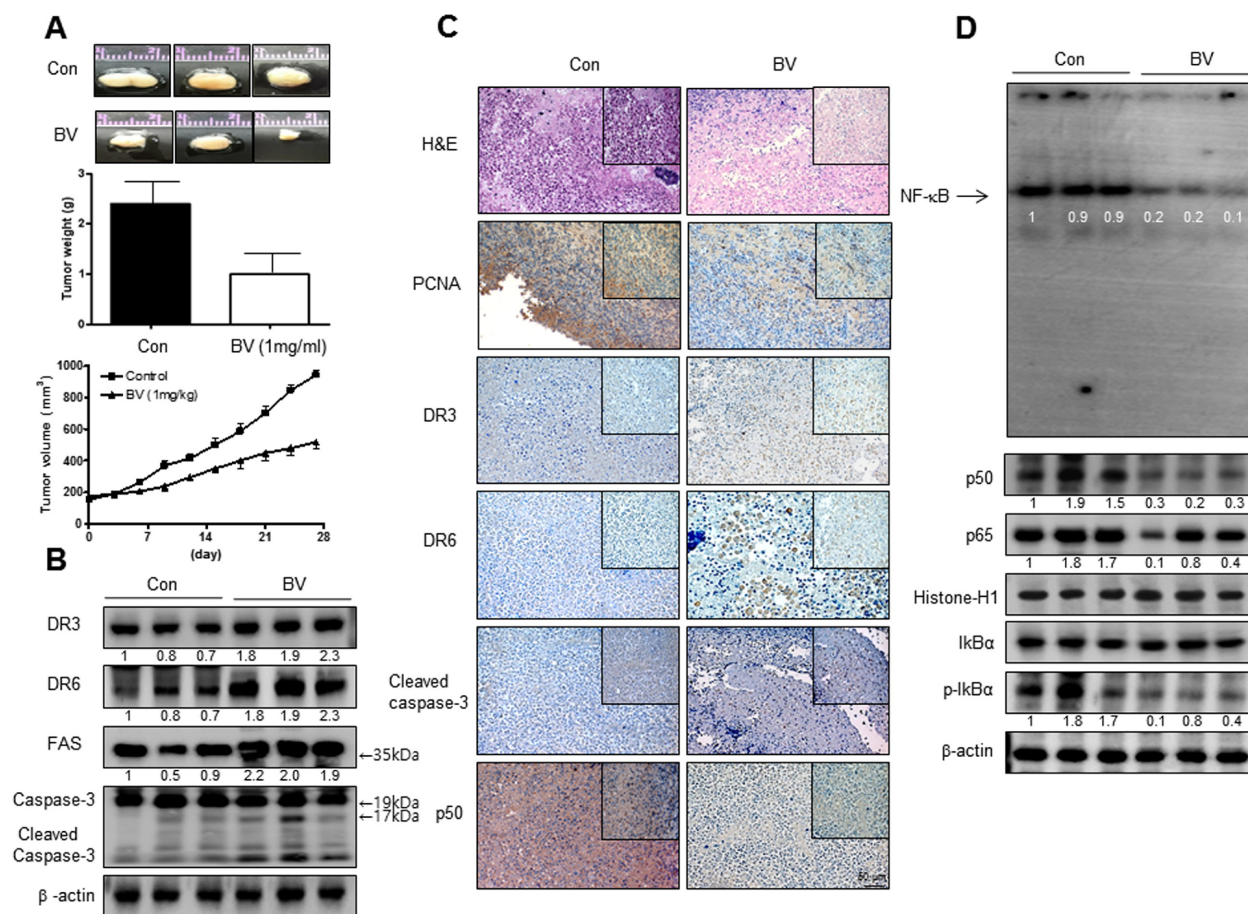 A
Con
BV
Tumor weight (g)
3
2
1
0
Con
BV (1mg/ml)
Tumor volume (mm³)
1000
800
600
400
200
0
Control
BV (1mg/kg)
0
7
14
21
28
(day)
B
Con
BV
DR3
1 0.8 0.7 1.8 1.9 2.3
DR6
1 0.8 0.7 1.8 1.9 2.3
FAS
←35kDa
1 0.5 0.9 2.2 2.0 1.9
Caspase-3
←19kDa
←17kDa
Cleaved
Caspase-3
β -actin
C
Con
BV
H&E
PCNA
DR3
DR6
Cleaved
caspase-3
p50
50 μm
D
Con
BV
NF-κB →
1 0.9 0.9 0.2 0.2 0.1
p50
1 1.9 1.5 0.3 0.2 0.3
p65
1 1.8 1.7 0.1 0.8 0.4
Histone-H1
IkBα
p-IkBα
1 1.8 1.7 0.1 0.8 0.4
β-actin